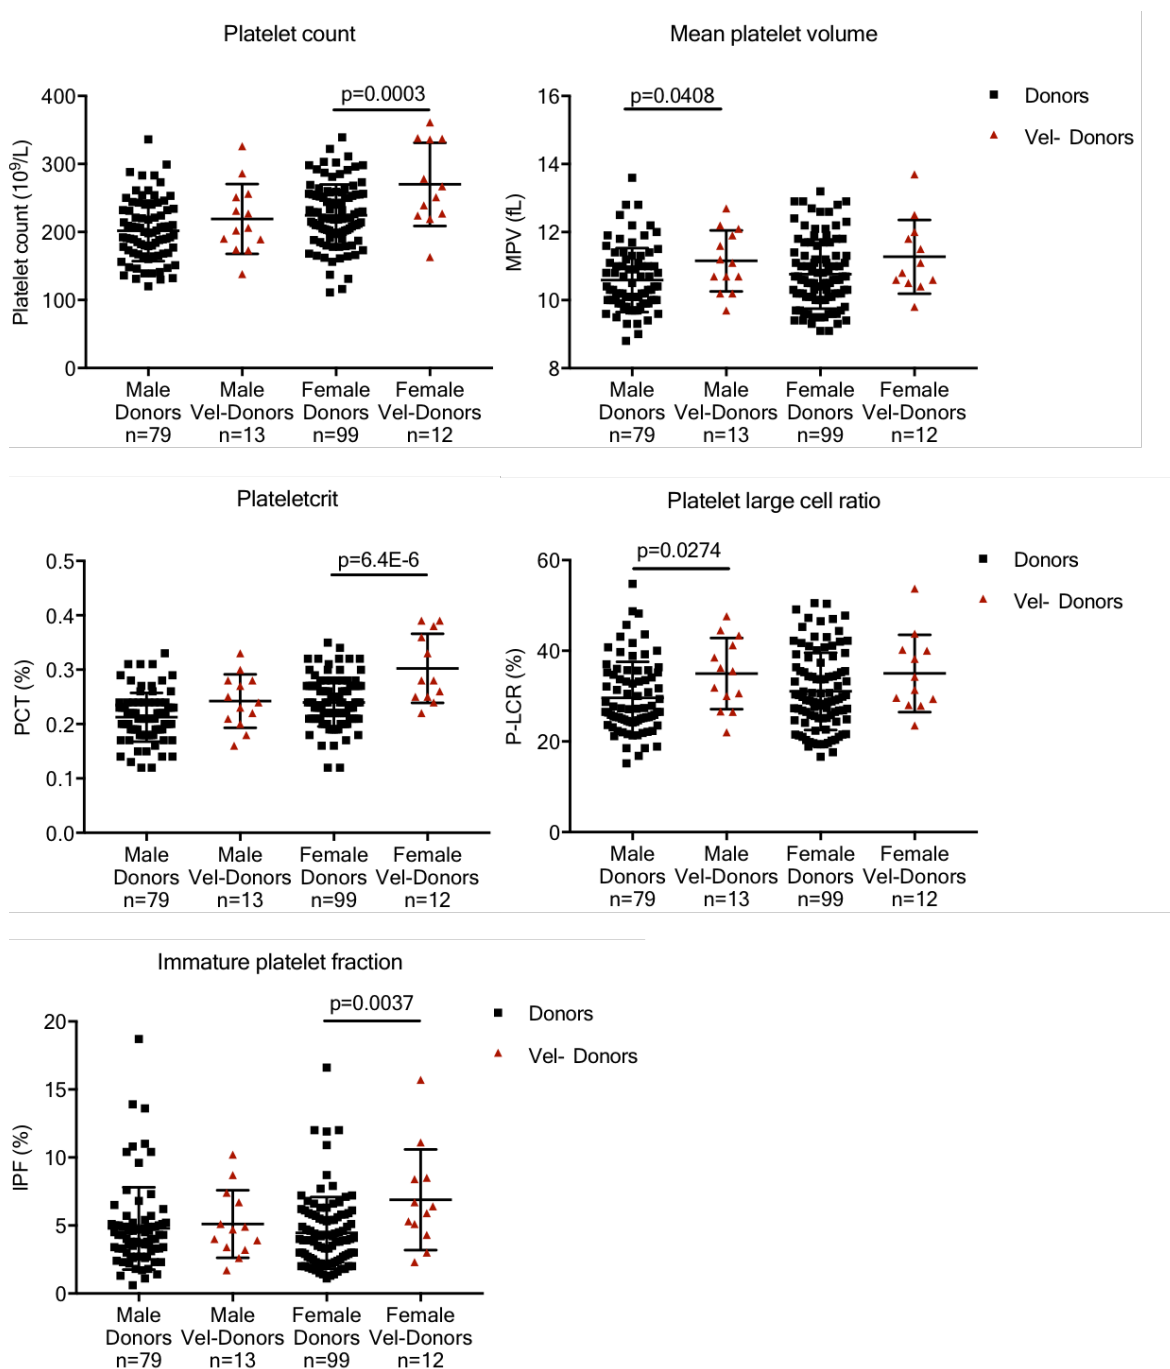 Platelet count
p=0.0003
400
300
200
100
0
Platelet count (10⁹/L)
Male Male Female Female
Donors Vel-Donors Donors Vel-Donors
n=79 n=13 n=99 n=12
Mean platelet volume
p=0.0408
16
14
12
10
8
MPV (fL)
Male Male Female Female
Donors Vel-Donors Donors Vel-Donors
n=79 n=13 n=99 n=12
Donors
Vel- Donors
Plateletcrit
p=6.4E-6
0.5
0.4
0.3
0.2
0.1
0.0
PCT (%)
Male Male Female Female
Donors Vel-Donors Donors Vel-Donors
n=79 n=13 n=99 n=12
Platelet large cell ratio
p=0.0274
60
40
20
0
P-LCR (%)
Male Male Female Female
Donors Vel-Donors Donors Vel-Donors
n=79 n=13 n=99 n=12
Donors
Vel- Donors
Immature platelet fraction
p=0.0037
20
15
10
5
0
IPF (%)
Male Male Female Female
Donors Vel-Donors Donors Vel-Donors
n=79 n=13 n=99 n=12
Donors
Vel- Donors